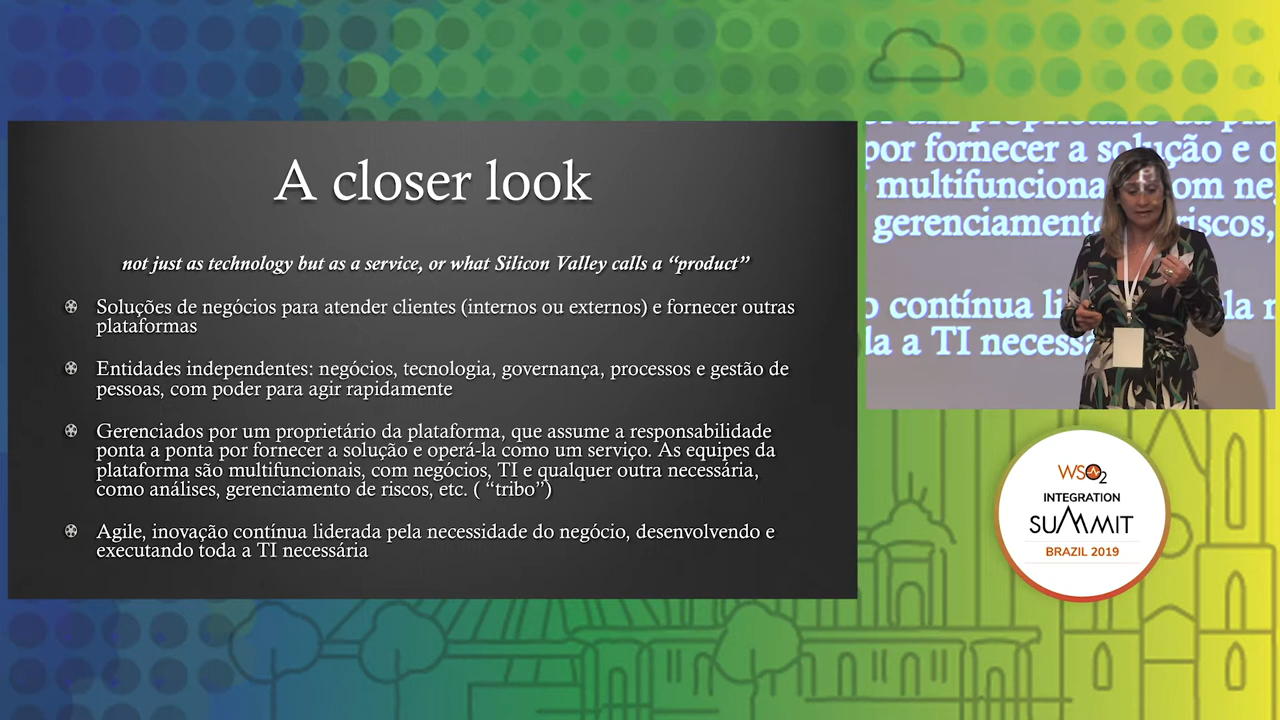 A closer look
not just as technology but as a service, or what Silicon Valley calls a “product”
Soluções de negócios para atender clientes (internos ou externos) e fornecer outras
plataformas
Entidades independentes: negócios, tecnologia, governança, processos e gestão de
pessoas, com poder para agir rapidamente
Gerenciados por um proprietário da plataforma, que assume a responsabilidade
ponta a ponta por fornecer a solução e operá-la como um serviço. As equipes da
plataforma são multifuncionais, com negócios, TI e qualquer outra necessária,
como análises, gerenciamento de riscos, etc. ( “tribo”)
Agile, inovação contínua liderada pela necessidade do negócio, desenvolvendo e
executando toda a TI necessária
por fornecer a solução e o
multifunciona om ne
gerenciamento riscos,
o contínua li la
da a TI necess
WSO2
INTEGRATION
SUMMIT
BRAZIL 2019